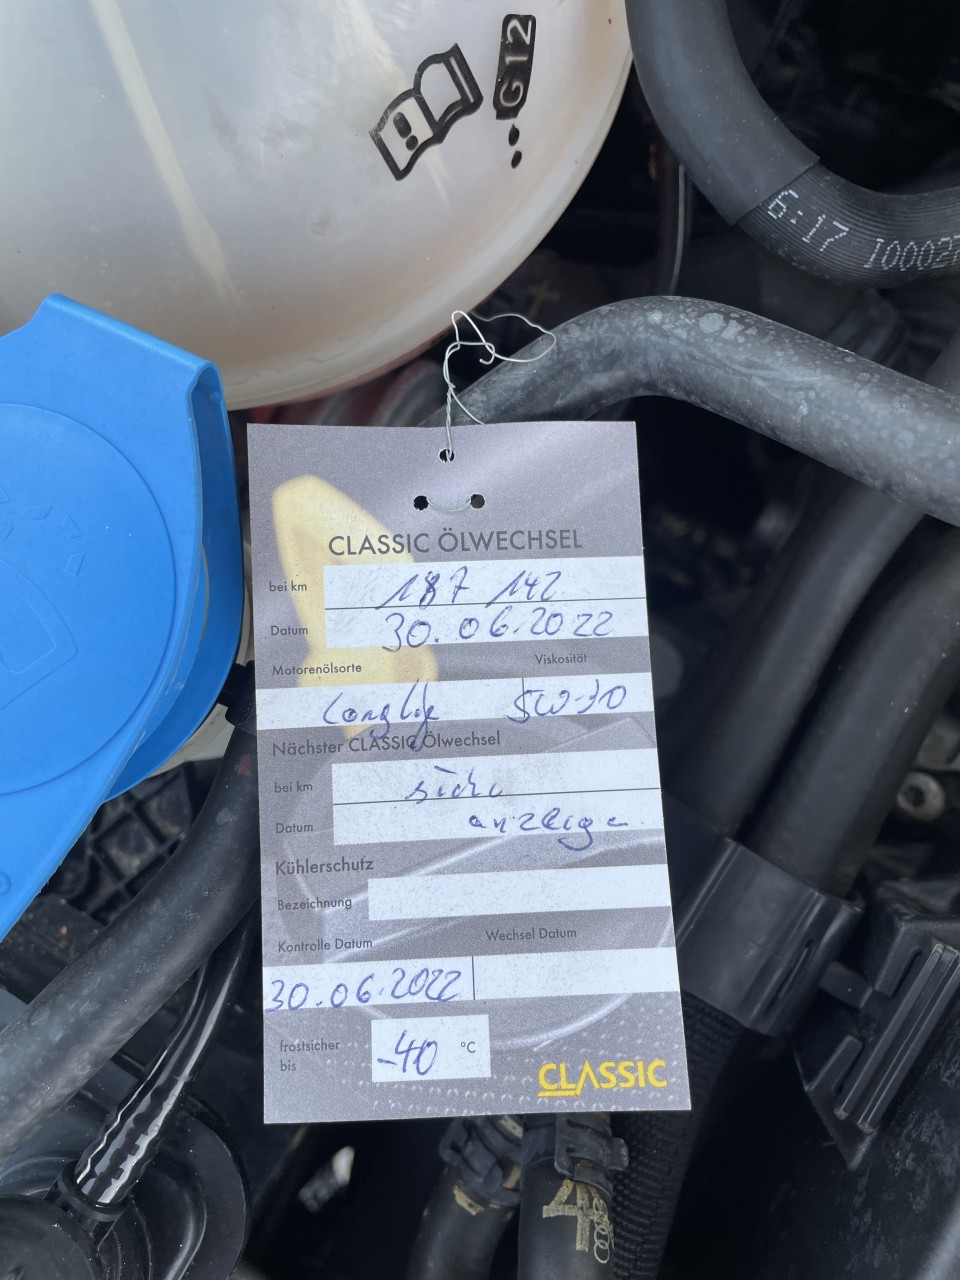 G12
6:17 I00027
CLASSIC ÖLWECHSEL
bei km 187 142
Datum 30.06.2022
Motorenölsorte Viskosität
Longlife 5W-30
Nächster CLASSIC Ölwechsel
bei km siehe
Datum anzeige
Kühlerschutz
Bezeichnung
Kontrolle Datum Wechsel Datum
30.06.2022
frostsicher bis -40 °C
CLASSIC
4